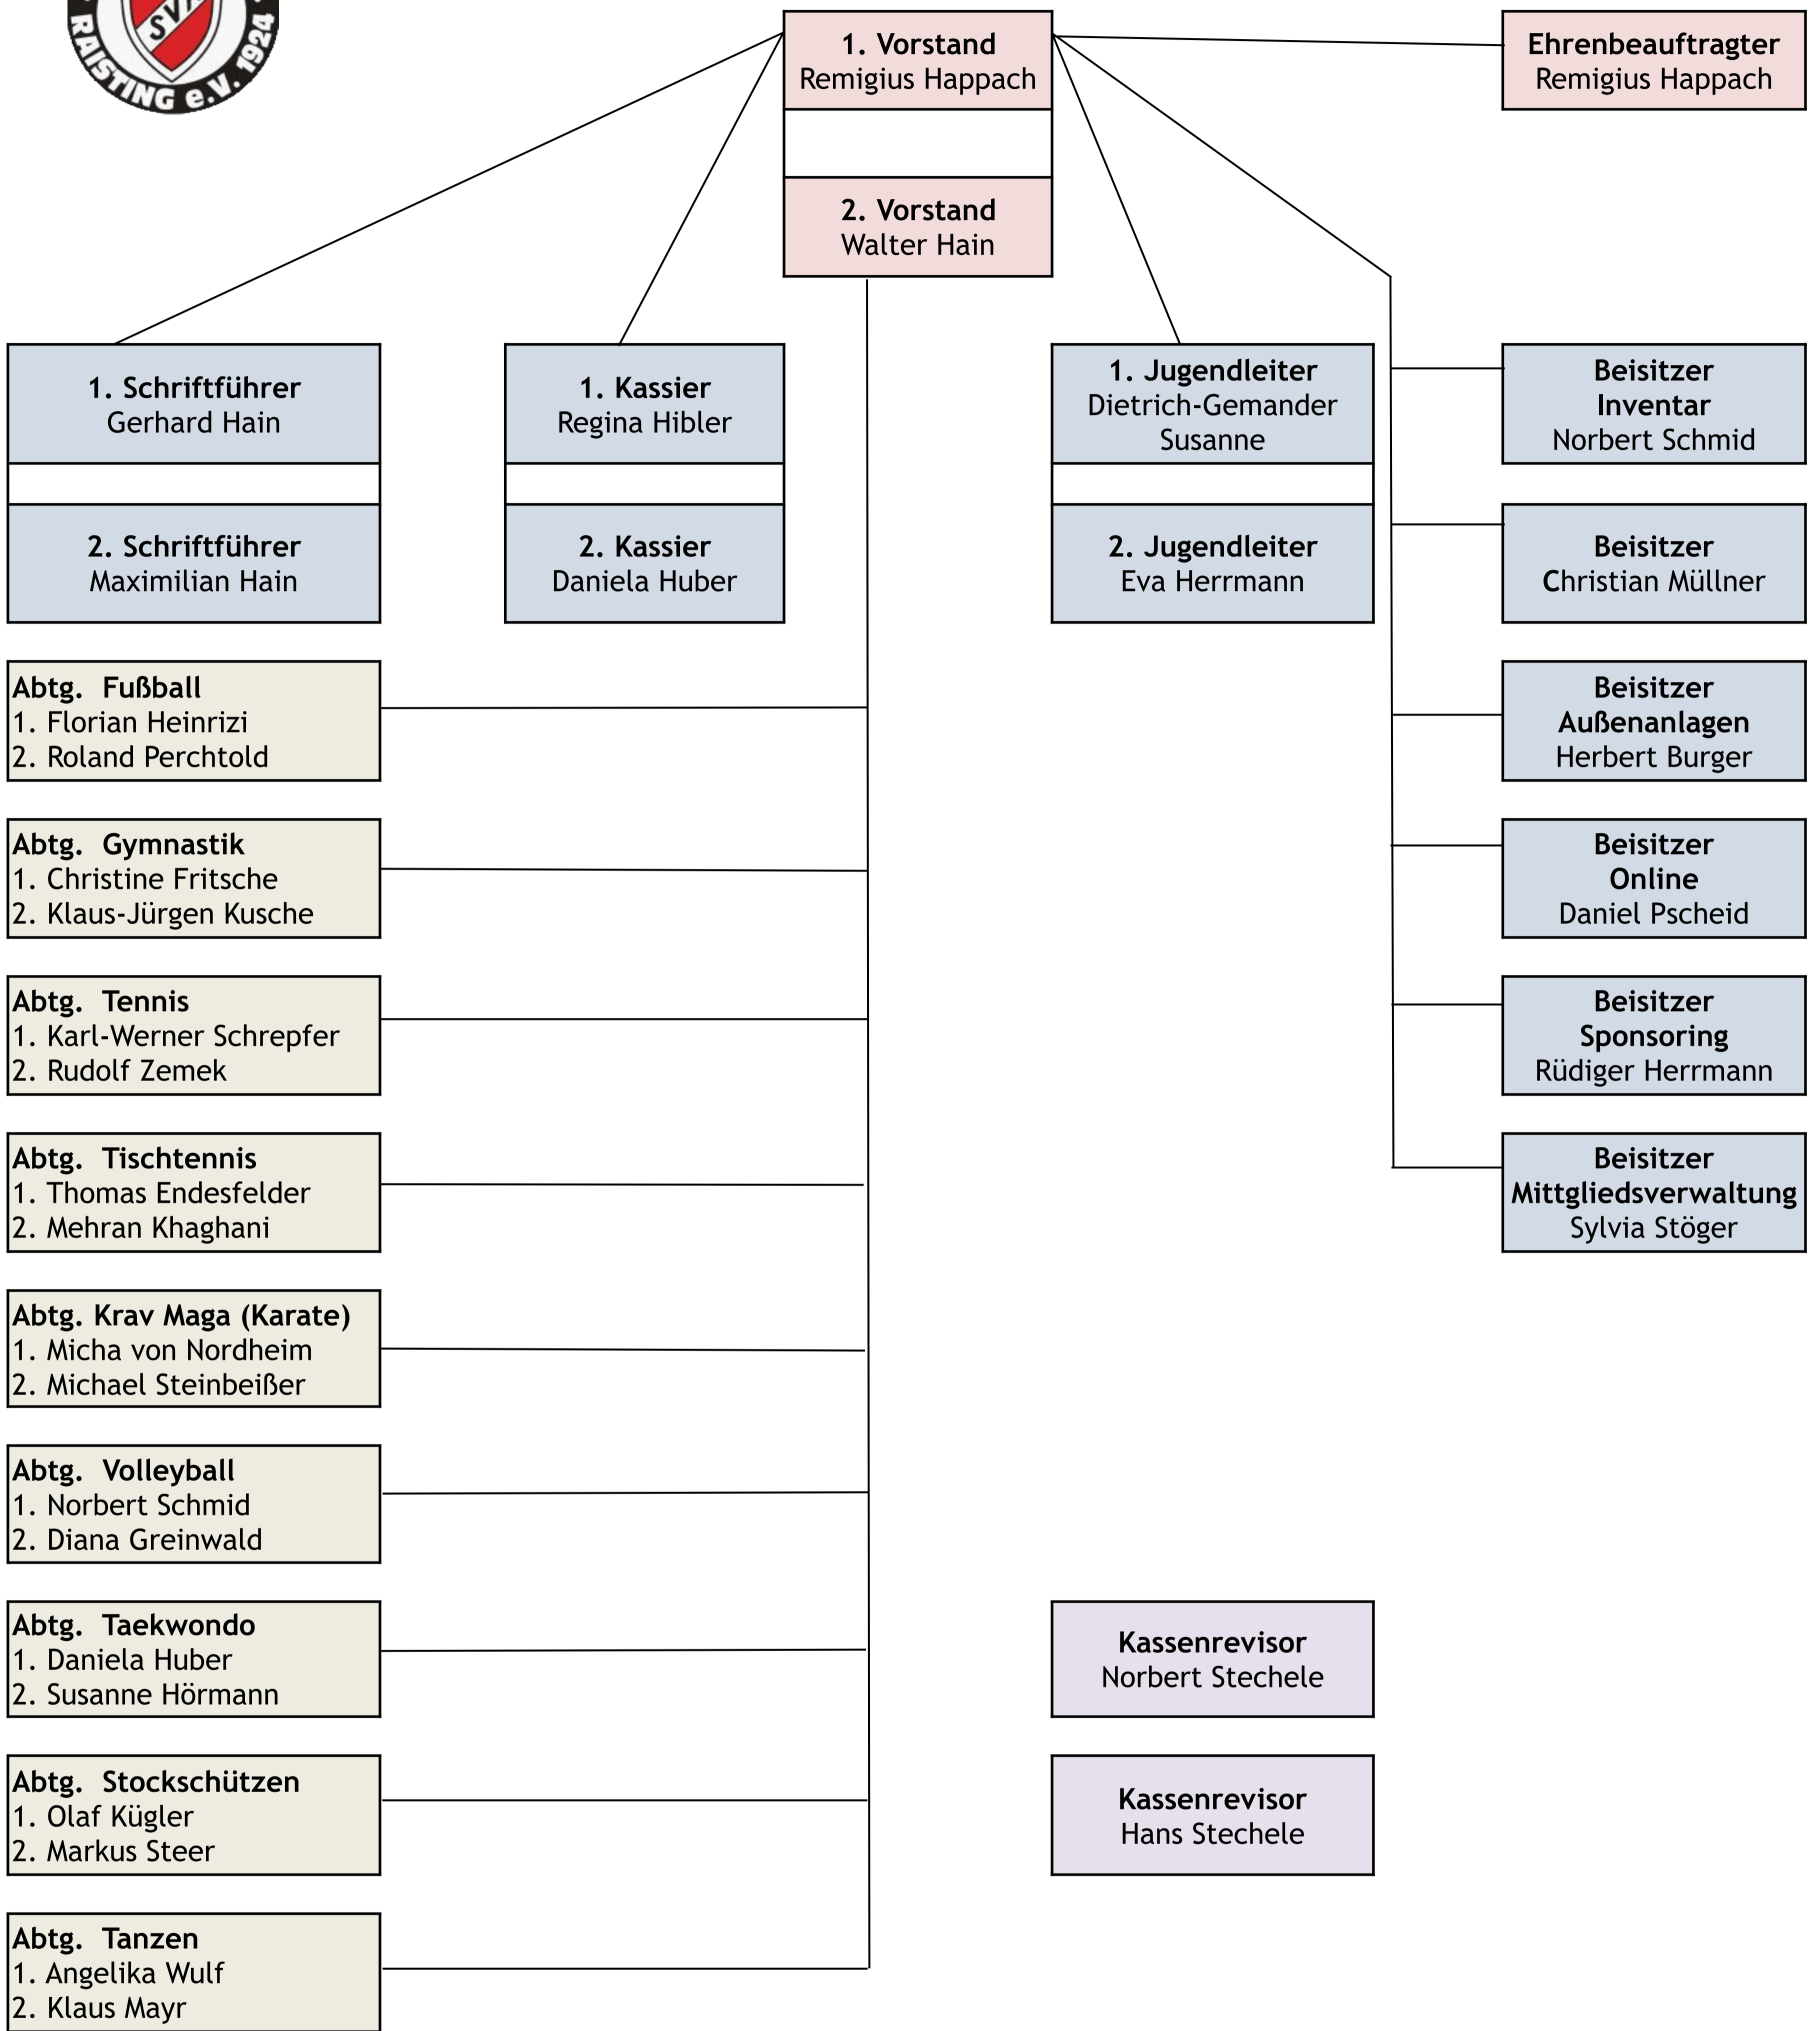 SV
RAISTING e.V. 1924
1. Vorstand
Remigius Happach
Ehrenbeauftragter
Remigius Happach
2. Vorstand
Walter Hain
1. Schriftführer
Gerhard Hain
2. Schriftführer
Maximilian Hain
1. Kassier
Regina Hibler
2. Kassier
Daniela Huber
1. Jugendleiter
Dietrich-Gemander
Susanne
2. Jugendleiter
Eva Herrmann
Beisitzer
Inventar
Norbert Schmid
Beisitzer
Christian Müllner
Beisitzer
Außenanlagen
Herbert Burger
Beisitzer
Online
Daniel Pscheid
Beisitzer
Sponsoring
Rüdiger Herrmann
Beisitzer
Mittgliedsverwaltung
Sylvia Stöger
Abtg. Fußball
1. Florian Heinrizi
2. Roland Perchtold
Abtg. Gymnastik
1. Christine Fritsche
2. Klaus-Jürgen Kusche
Abtg. Tennis
1. Karl-Werner Schrepfer
2. Rudolf Zemek
Abtg. Tischtennis
1. Thomas Endesfelder
2. Mehran Khaghani
Abtg. Krav Maga (Karate)
1. Micha von Nordheim
2. Michael Steinbeißer
Abtg. Volleyball
1. Norbert Schmid
2. Diana Greinwald
Abtg. Taekwondo
1. Daniela Huber
2. Susanne Hörmann
Abtg. Stockschützen
1. Olaf Kügler
2. Markus Steer
Abtg. Tanzen
1. Angelika Wulf
2. Klaus Mayr
Kassenrevisor
Norbert Stechele
Kassenrevisor
Hans Stechele